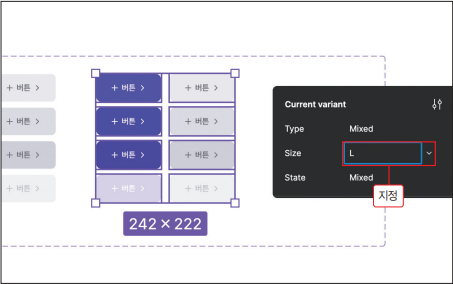 + 버튼 > + 버튼 > + 버튼 >
+ 버튼 > + 버튼 > + 버튼 >
+ 버튼 > + 버튼 > + 버튼 >
+ 버튼 > + 버튼 > + 버튼 >
242 × 222
Current variant
Type Mixed
Size L
State Mixed
지정